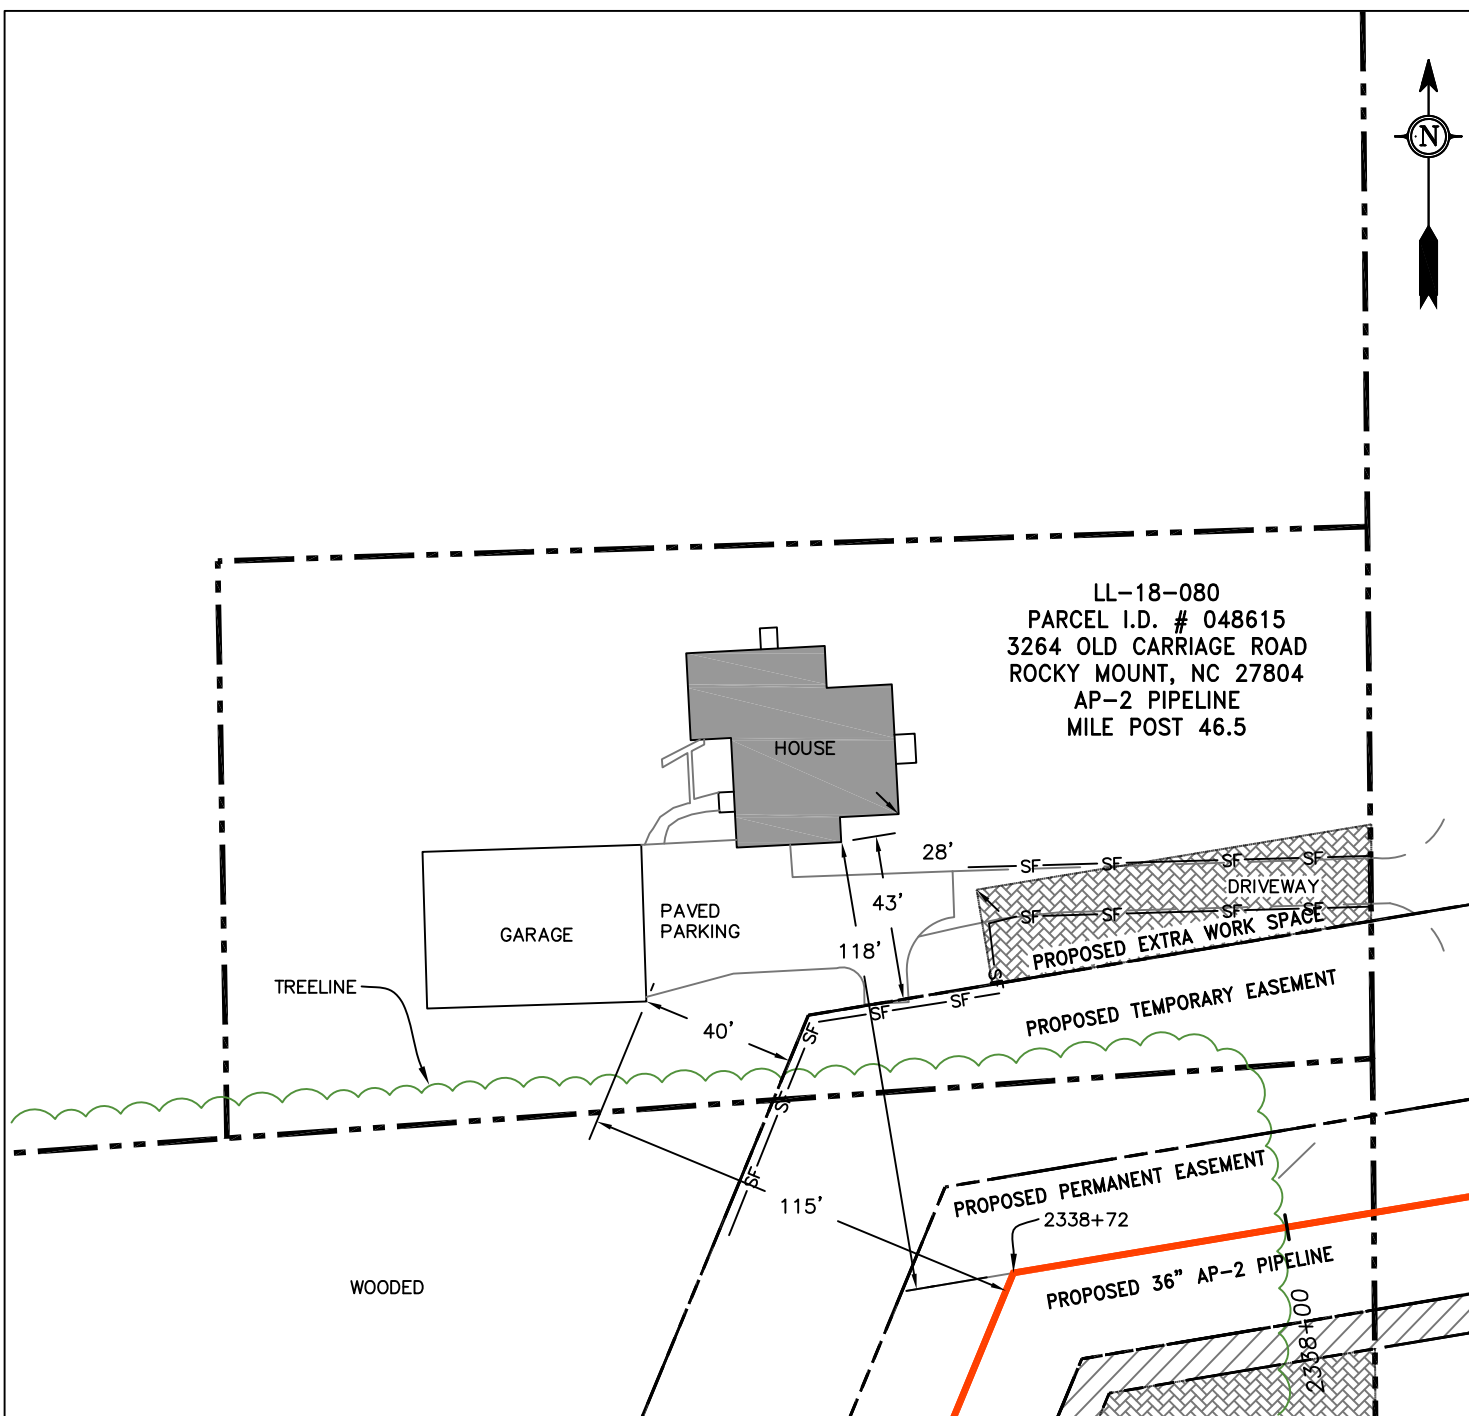 N
LL-18-080
PARCEL I.D. # 048615
3264 OLD CARRIAGE ROAD
ROCKY MOUNT, NC 27804
AP-2 PIPELINE
MILE POST 46.5
HOUSE
28'
SF SF SF SF
DRIVEWAY
43'
PAVED
PARKING
SF SF SF SF
GARAGE
PROPOSED EXTRA WORK SPACE
118'
SF
TREELINE
SF SF
PROPOSED TEMPORARY EASEMENT
40'
SF
SF
SF
PROPOSED PERMANENT EASEMENT
115'
2338+72
WOODED
PROPOSED 36" AP-2 PIPELINE
2338+00